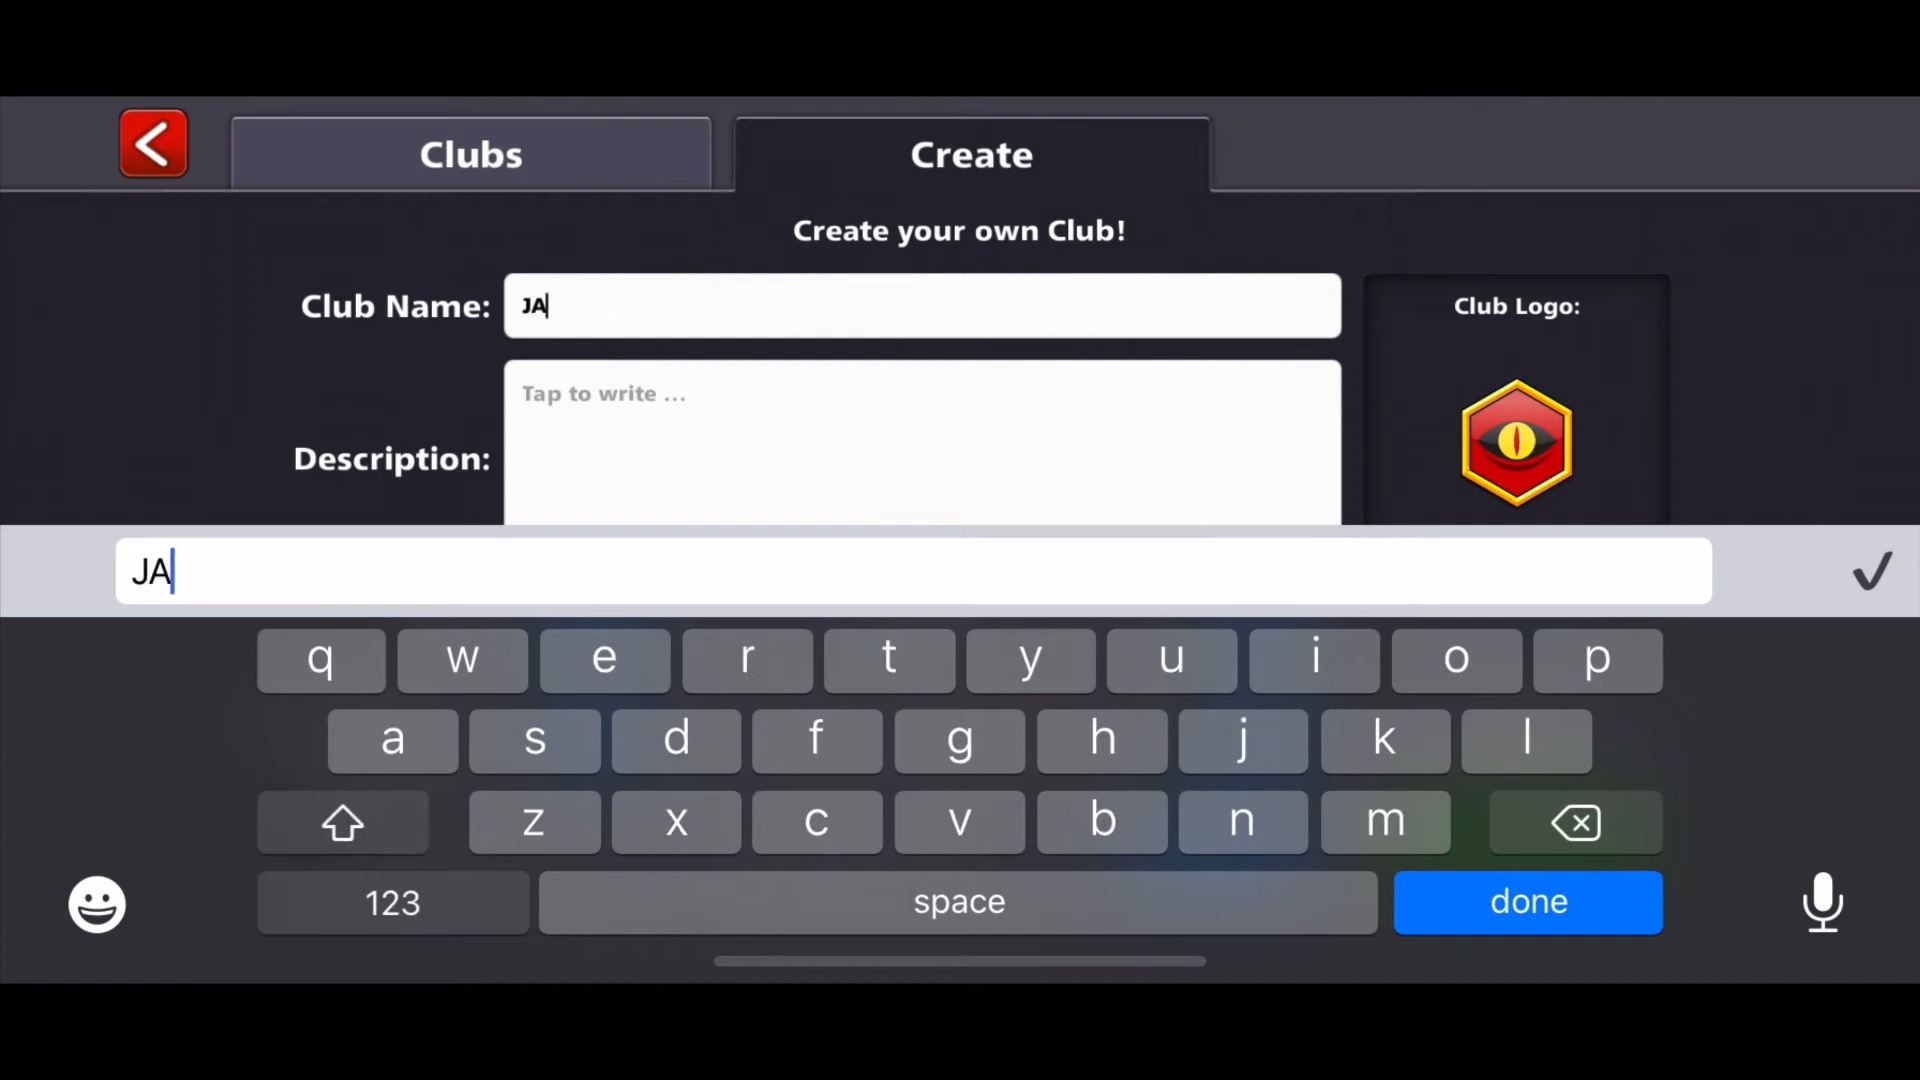 Clubs
Create
Create your own Club!
Club Name:
JA
Club Logo:
Tap to write ...
Description:
JA
q w e r t y u i o p
a s d f g h j k l
z x c v b n m
123 space done